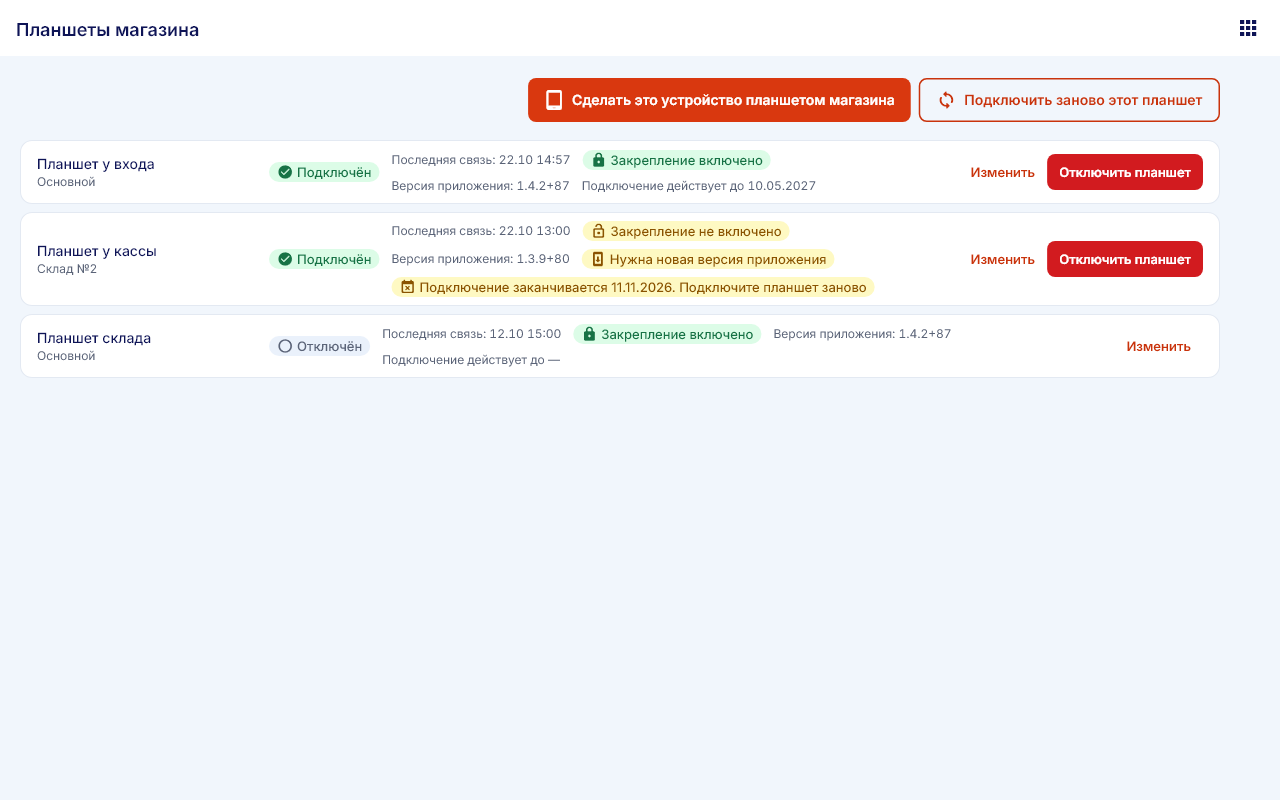 Планшеты магазина
Сделать это устройство планшетом магазина
Подключить заново этот планшет
Планшет у входа
Основной
Подключён
Последняя связь: 22.10 14:57
Закрепление включено
Версия приложения: 1.4.2+87
Подключение действует до 10.05.2027
Изменить
Отключить планшет
Планшет у кассы
Склад №2
Подключён
Последняя связь: 22.10 13:00
Закрепление не включено
Версия приложения: 1.3.9+80
Нужна новая версия приложения
Подключение заканчивается 11.11.2026. Подключите планшет заново
Изменить
Отключить планшет
Планшет склада
Основной
Отключён
Последняя связь: 12.10 15:00
Закрепление включено
Версия приложения: 1.4.2+87
Подключение действует до —
Изменить